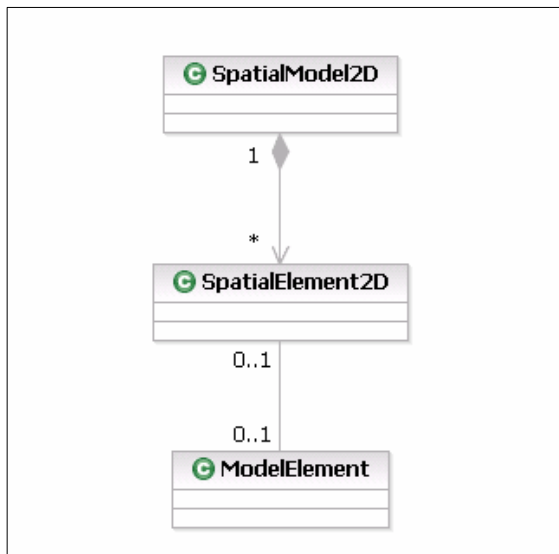 C SpatialModel2D
1
*
C SpatialElement2D
0..1
0..1
C ModelElement